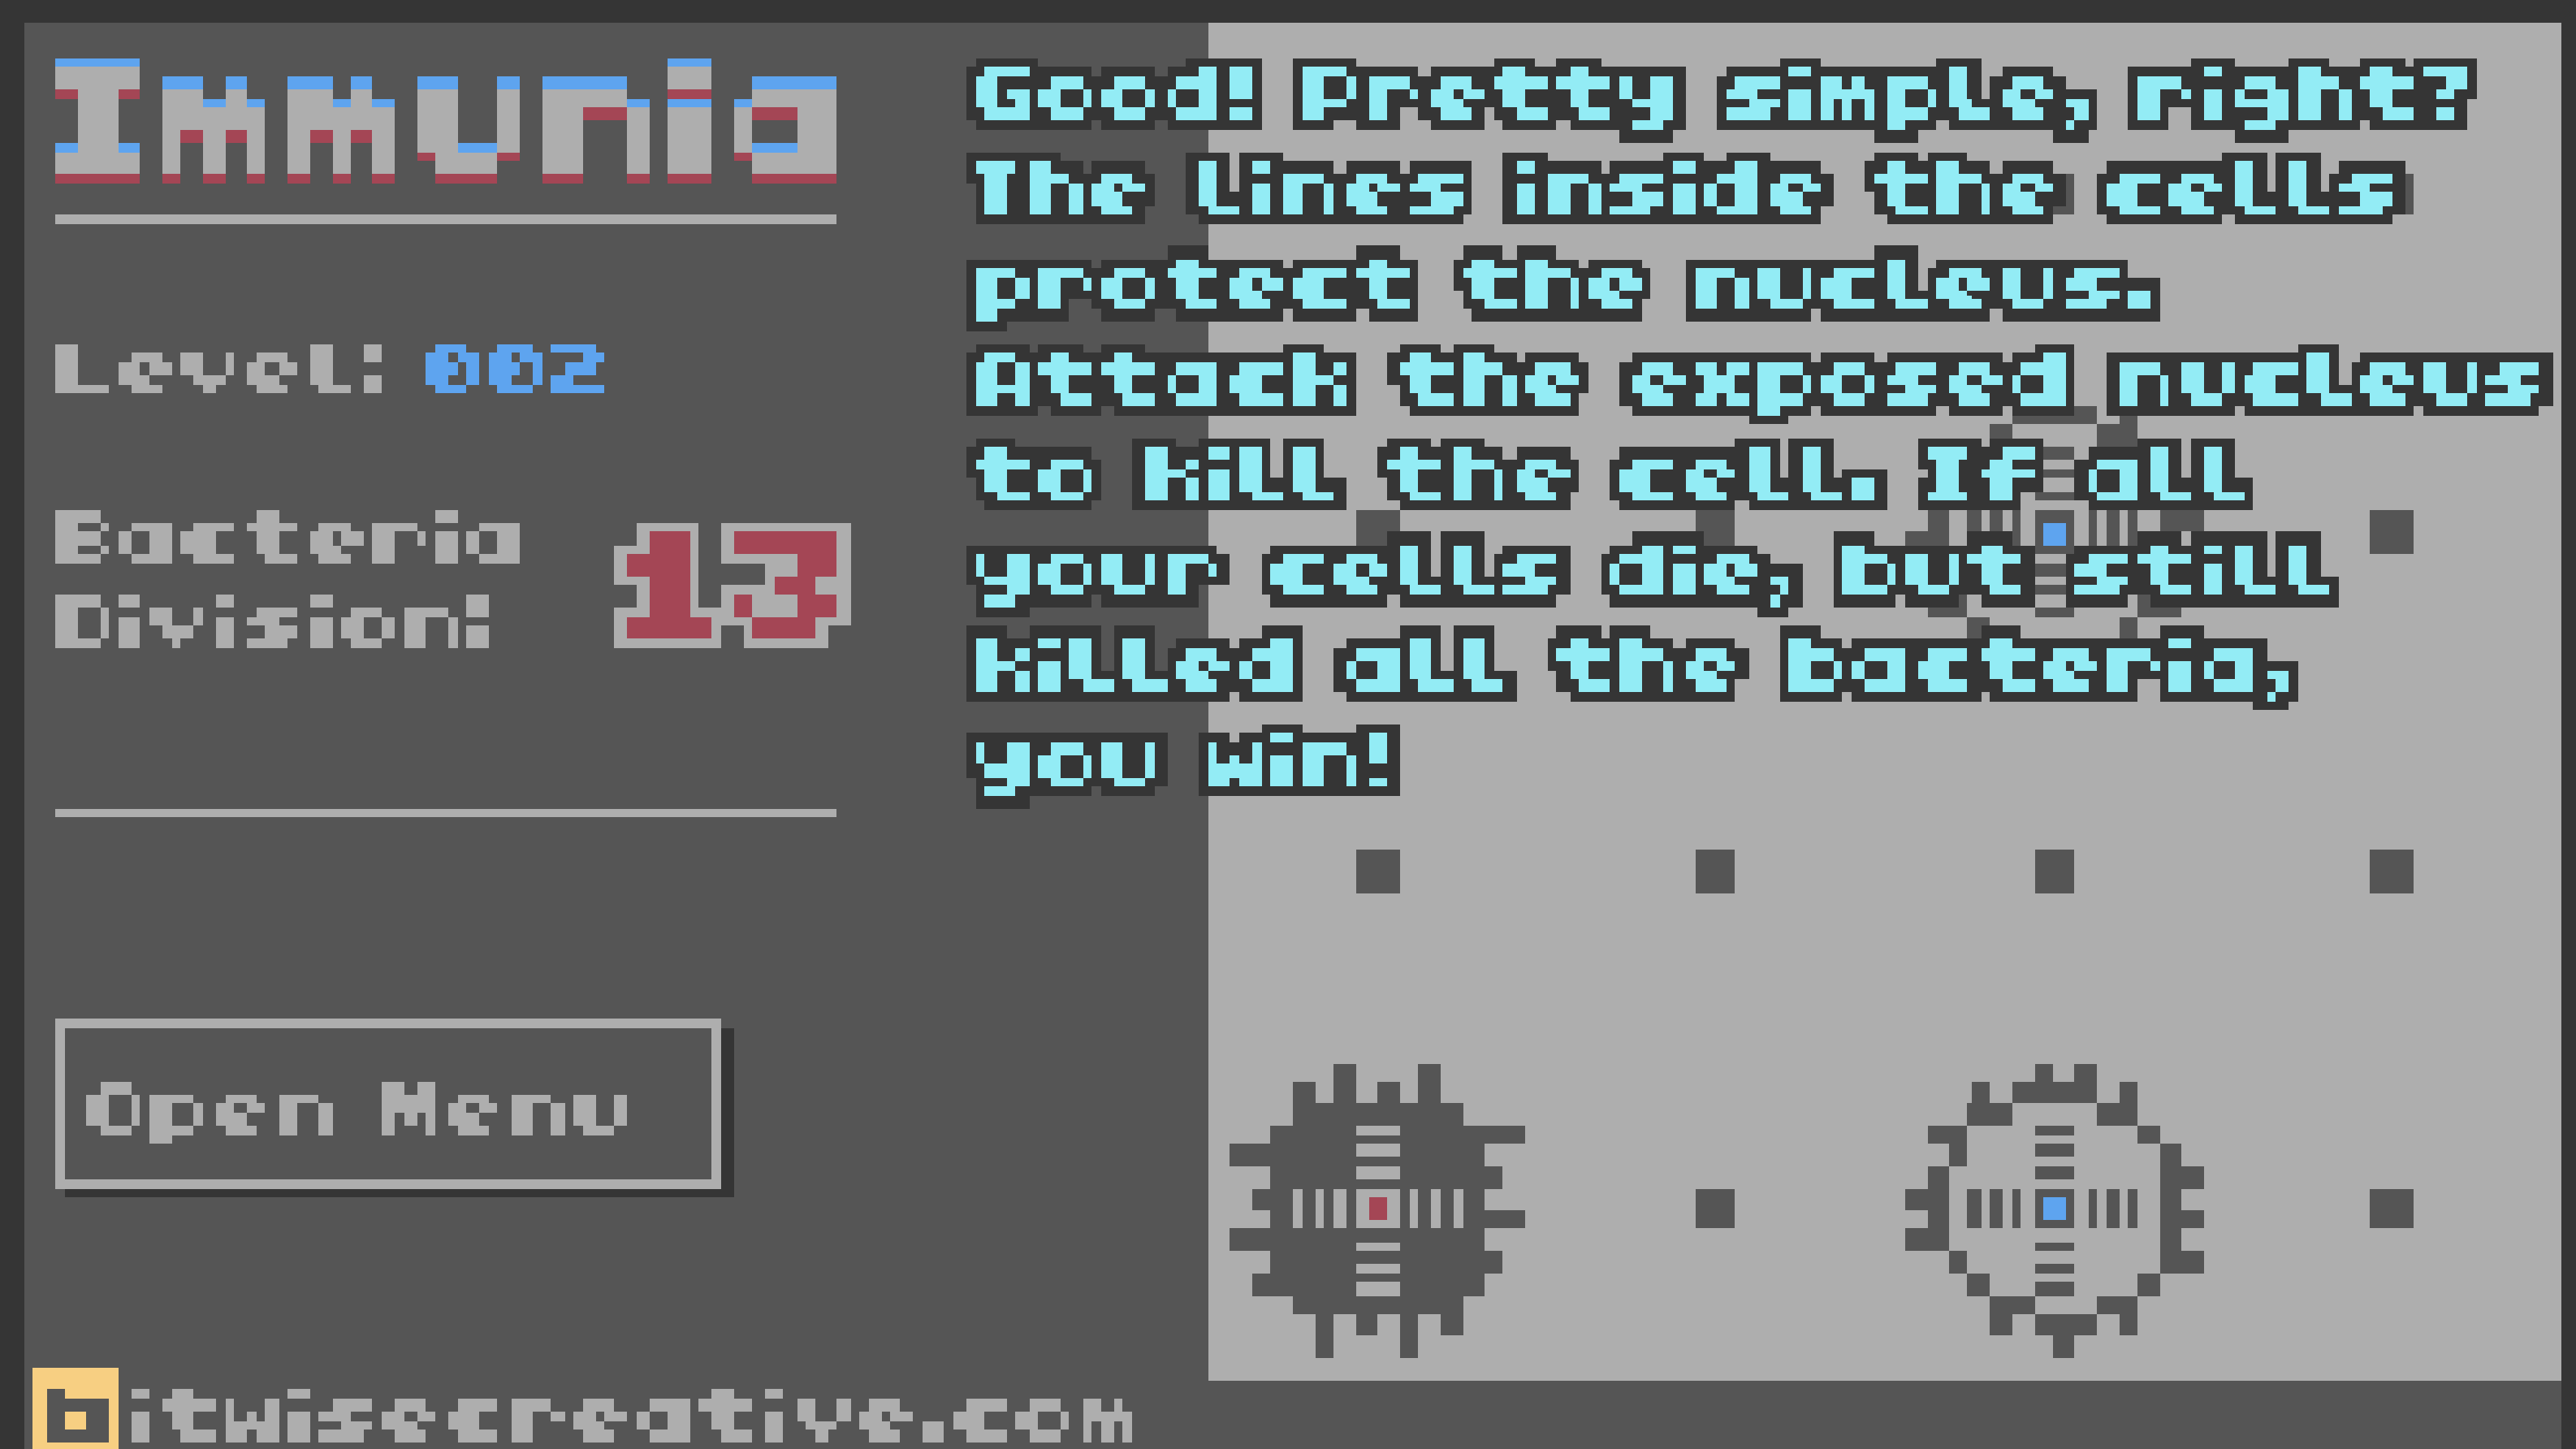 Immunio
Level: 002
Bacteria
Division:
13
Open Menu
bitwisecreative.com
Good! Pretty simple, right?
The lines inside the cells
protect the nucleus.
Attack the exposed nucleus
to kill the cell. If all
your cells die, but still
killed all the bacteria,
you win!